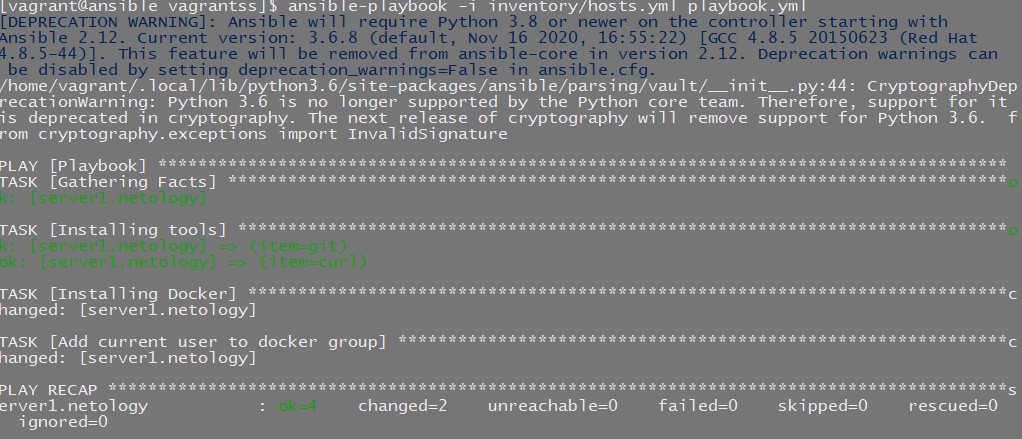 [vagrant@ansible vagrantss]$ ansible-playbook -i inventory/hosts.yml playbook.yml
[DEPRECATION WARNING]: Ansible will require Python 3.8 or newer on the controller starting with
Ansible 2.12. Current version: 3.6.8 (default, Nov 16 2020, 16:55:22) [GCC 4.8.5 20150623 (Red Hat
4.8.5-44)]. This feature will be removed from ansible-core in version 2.12. Deprecation warnings can
 be disabled by setting deprecation_warnings=False in ansible.cfg.
/home/vagrant/.local/lib/python3.6/site-packages/ansible/parsing/vault/__init__.py:44: CryptographyDep
recationWarning: Python 3.6 is no longer supported by the Python core team. Therefore, support for it
is deprecated in cryptography. The next release of cryptography will remove support for Python 3.6.  f
rom cryptography.exceptions import InvalidSignature
PLAY [Playbook] *************************************************************************************
TASK [Gathering Facts] ******************************************************************************o
k: [server1.netology]
TASK [Installing tools] *****************************************************************************o
k: [server1.netology] => (item=git)
ok: [server1.netology] => (item=curl)
TASK [Installing Docker] ****************************************************************************c
hanged: [server1.netology]
TASK [Add current user to docker group] *************************************************************c
hanged: [server1.netology]
PLAY RECAP ******************************************************************************************s
erver1.netology           : ok=4    changed=2    unreachable=0    failed=0    skipped=0    rescued=0
  ignored=0